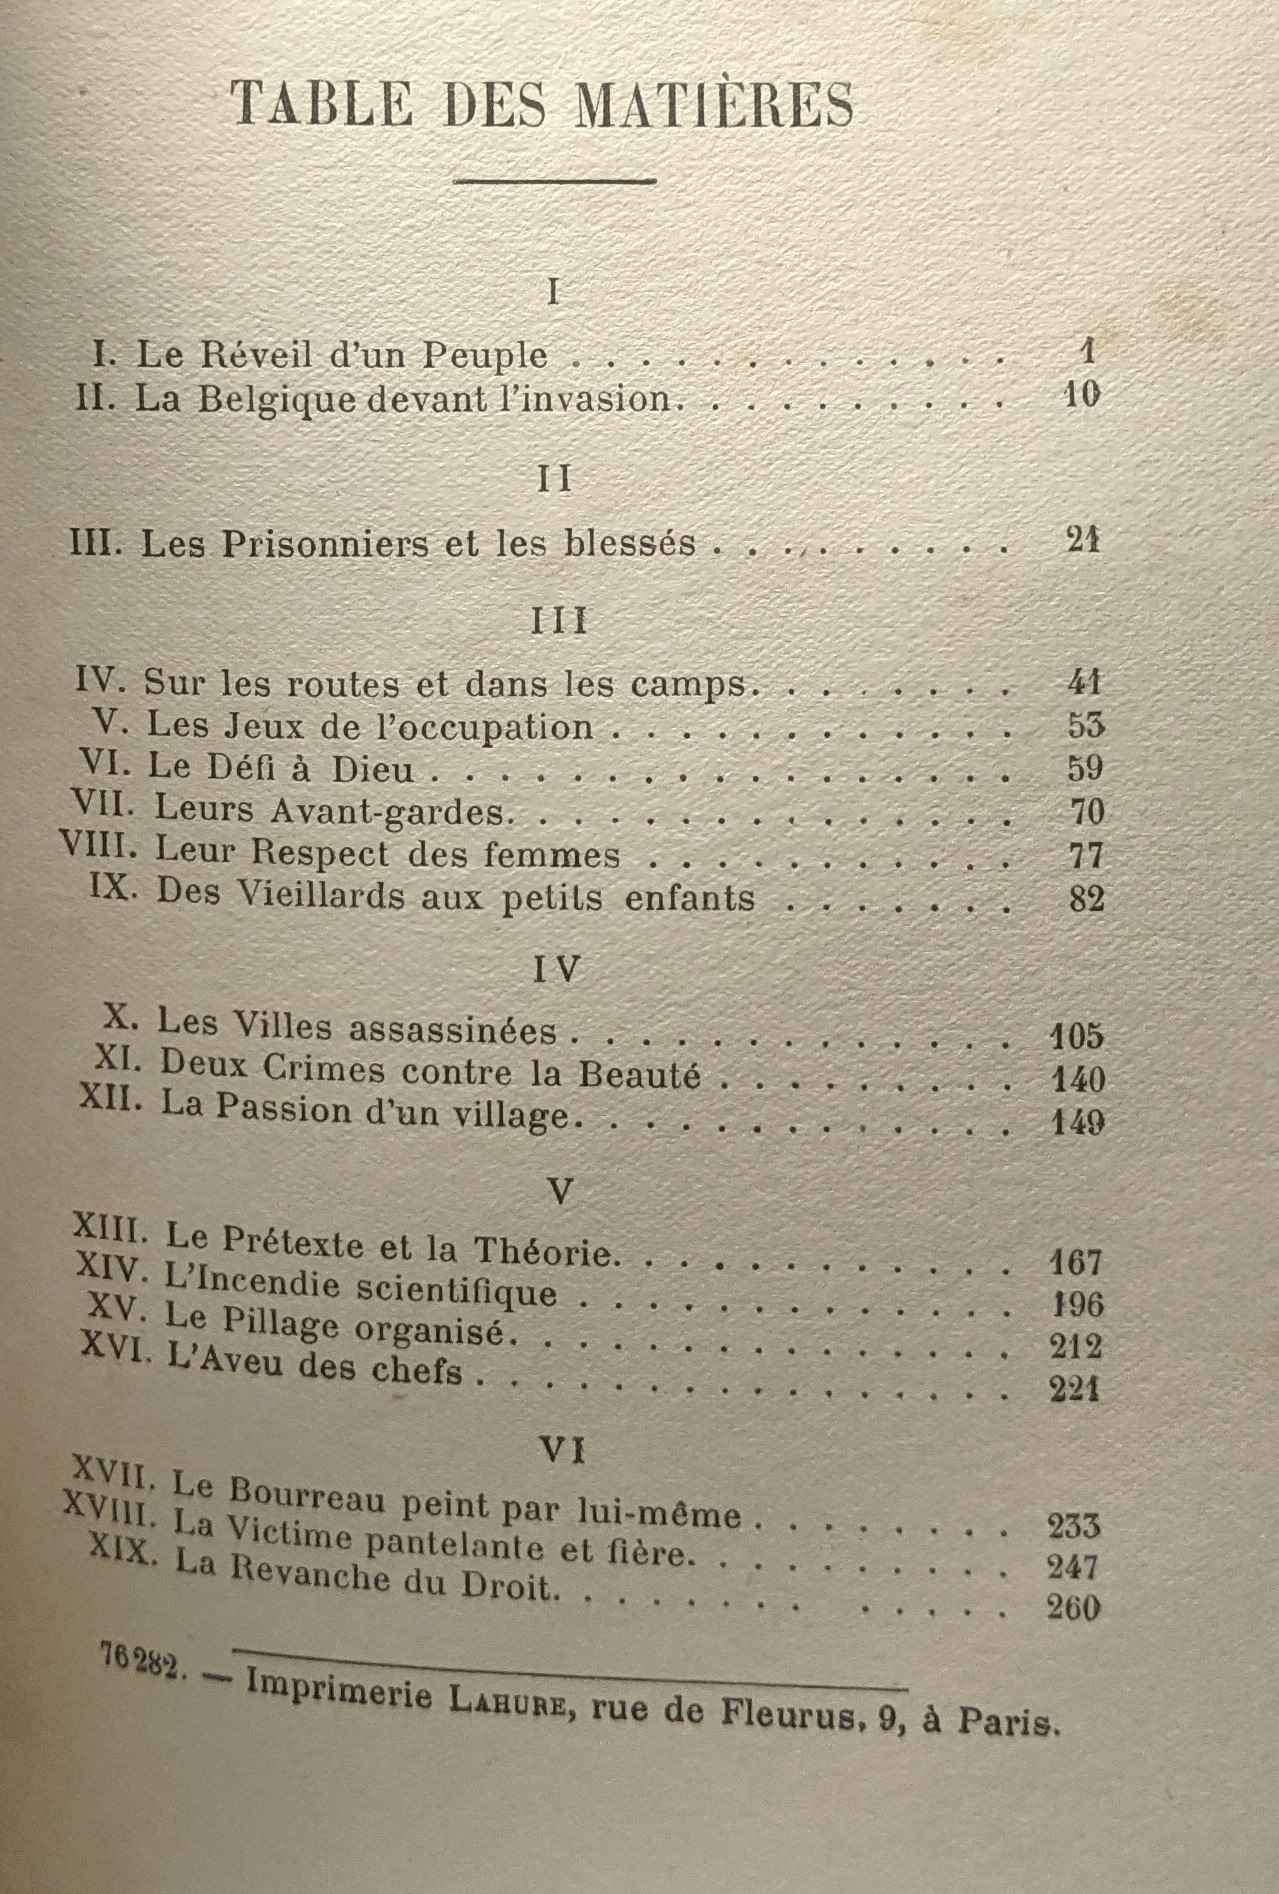 TABLE DES MATIÈRES
I
I. Le Réveil d'un Peuple . . . . . . . . . . . . . 1
II. La Belgique devant l'invasion. . . . . . . . . . 10
II
III. Les Prisonniers et les blessés . . . . . . . . . 21
III
IV. Sur les routes et dans les camps. . . . . . . . 41
V. Les Jeux de l'occupation . . . . . . . . . . . . 53
VI. Le Défi à Dieu . . . . . . . . . . . . . . . . . 59
VII. Leurs Avant-gardes. . . . . . . . . . . . . . . 70
VIII. Leur Respect des femmes . . . . . . . . . . . 77
IX. Des Vieillards aux petits enfants . . . . . . . 82
IV
X. Les Villes assassinées . . . . . . . . . . . . . 105
XI. Deux Crimes contre la Beauté . . . . . . . . . 140
XII. La Passion d'un village. . . . . . . . . . . . . 149
V
XIII. Le Prétexte et la Théorie. . . . . . . . . . . . 167
XIV. L'Incendie scientifique . . . . . . . . . . . . . 196
XV. Le Pillage organisé. . . . . . . . . . . . . . . 212
XVI. L'Aveu des chefs . . . . . . . . . . . . . . . . 221
VI
XVII. Le Bourreau peint par lui-même . . . . . . . . 233
XVIII. La Victime pantelante et fière. . . . . . . . . . 247
XIX. La Revanche du Droit. . . . . . . . . . . . . 260
76282. — Imprimerie LAHURE, rue de Fleurus, 9, à Paris.